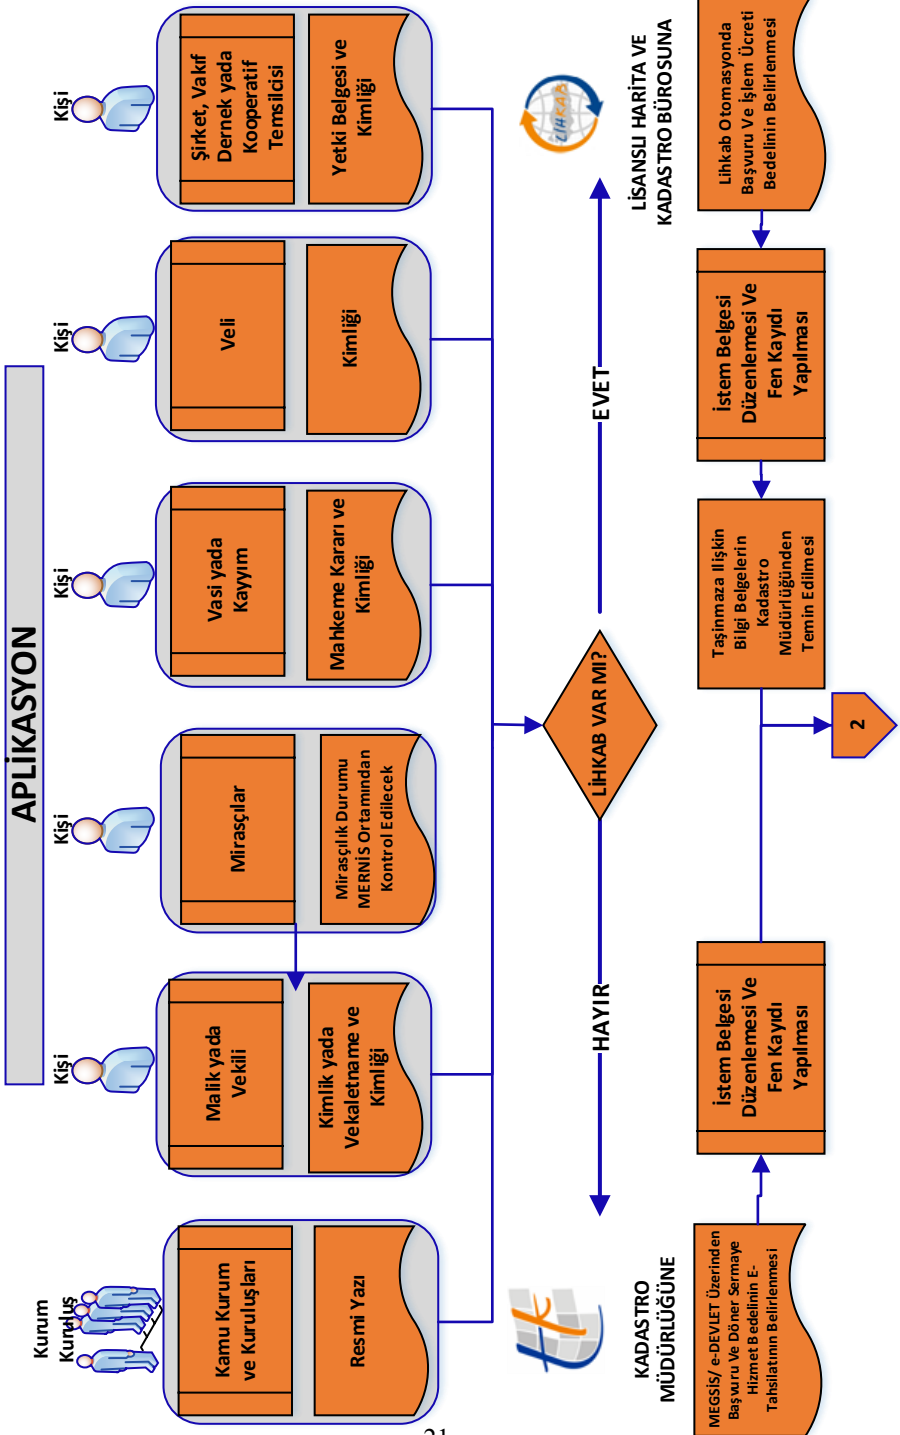 APLİKASYON
Kurum
Kuruluş
Kamu Kurum
ve Kuruluşları
Resmi Yazı
Kişi
Malik yada
Vekili
Kimlik yada
Vekaletname ve
Kimliği
Kişi
Mirasçılar
Mirasçılık Durumu
MERNİS Ortamından
Kontrol Edilecek
Kişi
Vasi yada
Kayyım
Mahkeme Kararı ve
Kimliği
Kişi
Veli
Kimliği
Kişi
Şirket, Vakıf
Dernek yada
Kooperatif
Temsilcisi
Yetki Belgesi ve
Kimliği
LİHKAB VAR MI?
HAYIR
EVET
KADASTRO
MÜDÜRLÜĞÜNE
LİHKAB
LİSANSLI HARİTA VE
KADASTRO BÜROSUNA
MEGSİS/ e-DEVLET Üzerinden
Başvuru Ve Döner Sermaye
Hizmet Bedelinin E-
Tahsilatının Belirlenmesi
İstem Belgesi
Düzenlemesi Ve
Fen Kayıdı
Yapılması
Taşınmaza Ilişkin
Bilgi Belgelerin
Kadastro
Müdürlüğünden
Temin Edilmesi
İstem Belgesi
Düzenlemesi Ve
Fen Kayıdı
Yapılması
Lihkab Otomasyonda
Başvuru Ve İşlem Ücreti
Bedelinin Belirlenmesi
2